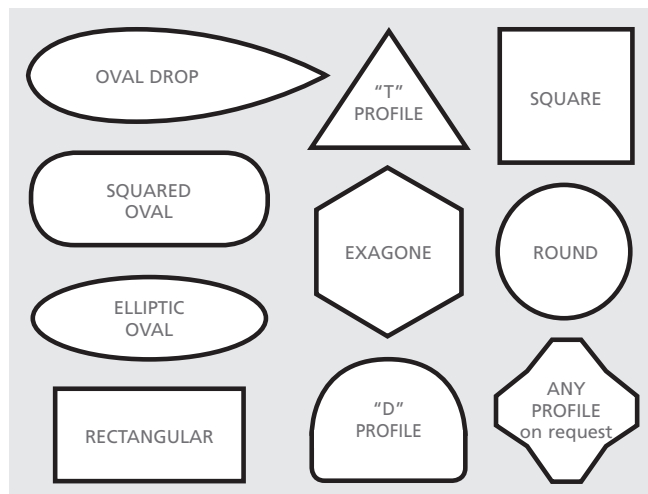 OVAL DROP
“T”
PROFILE
SQUARE
SQUARED
OVAL
EXAGONE
ROUND
ELLIPTIC
OVAL
RECTANGULAR
“D”
PROFILE
ANY
PROFILE
on request